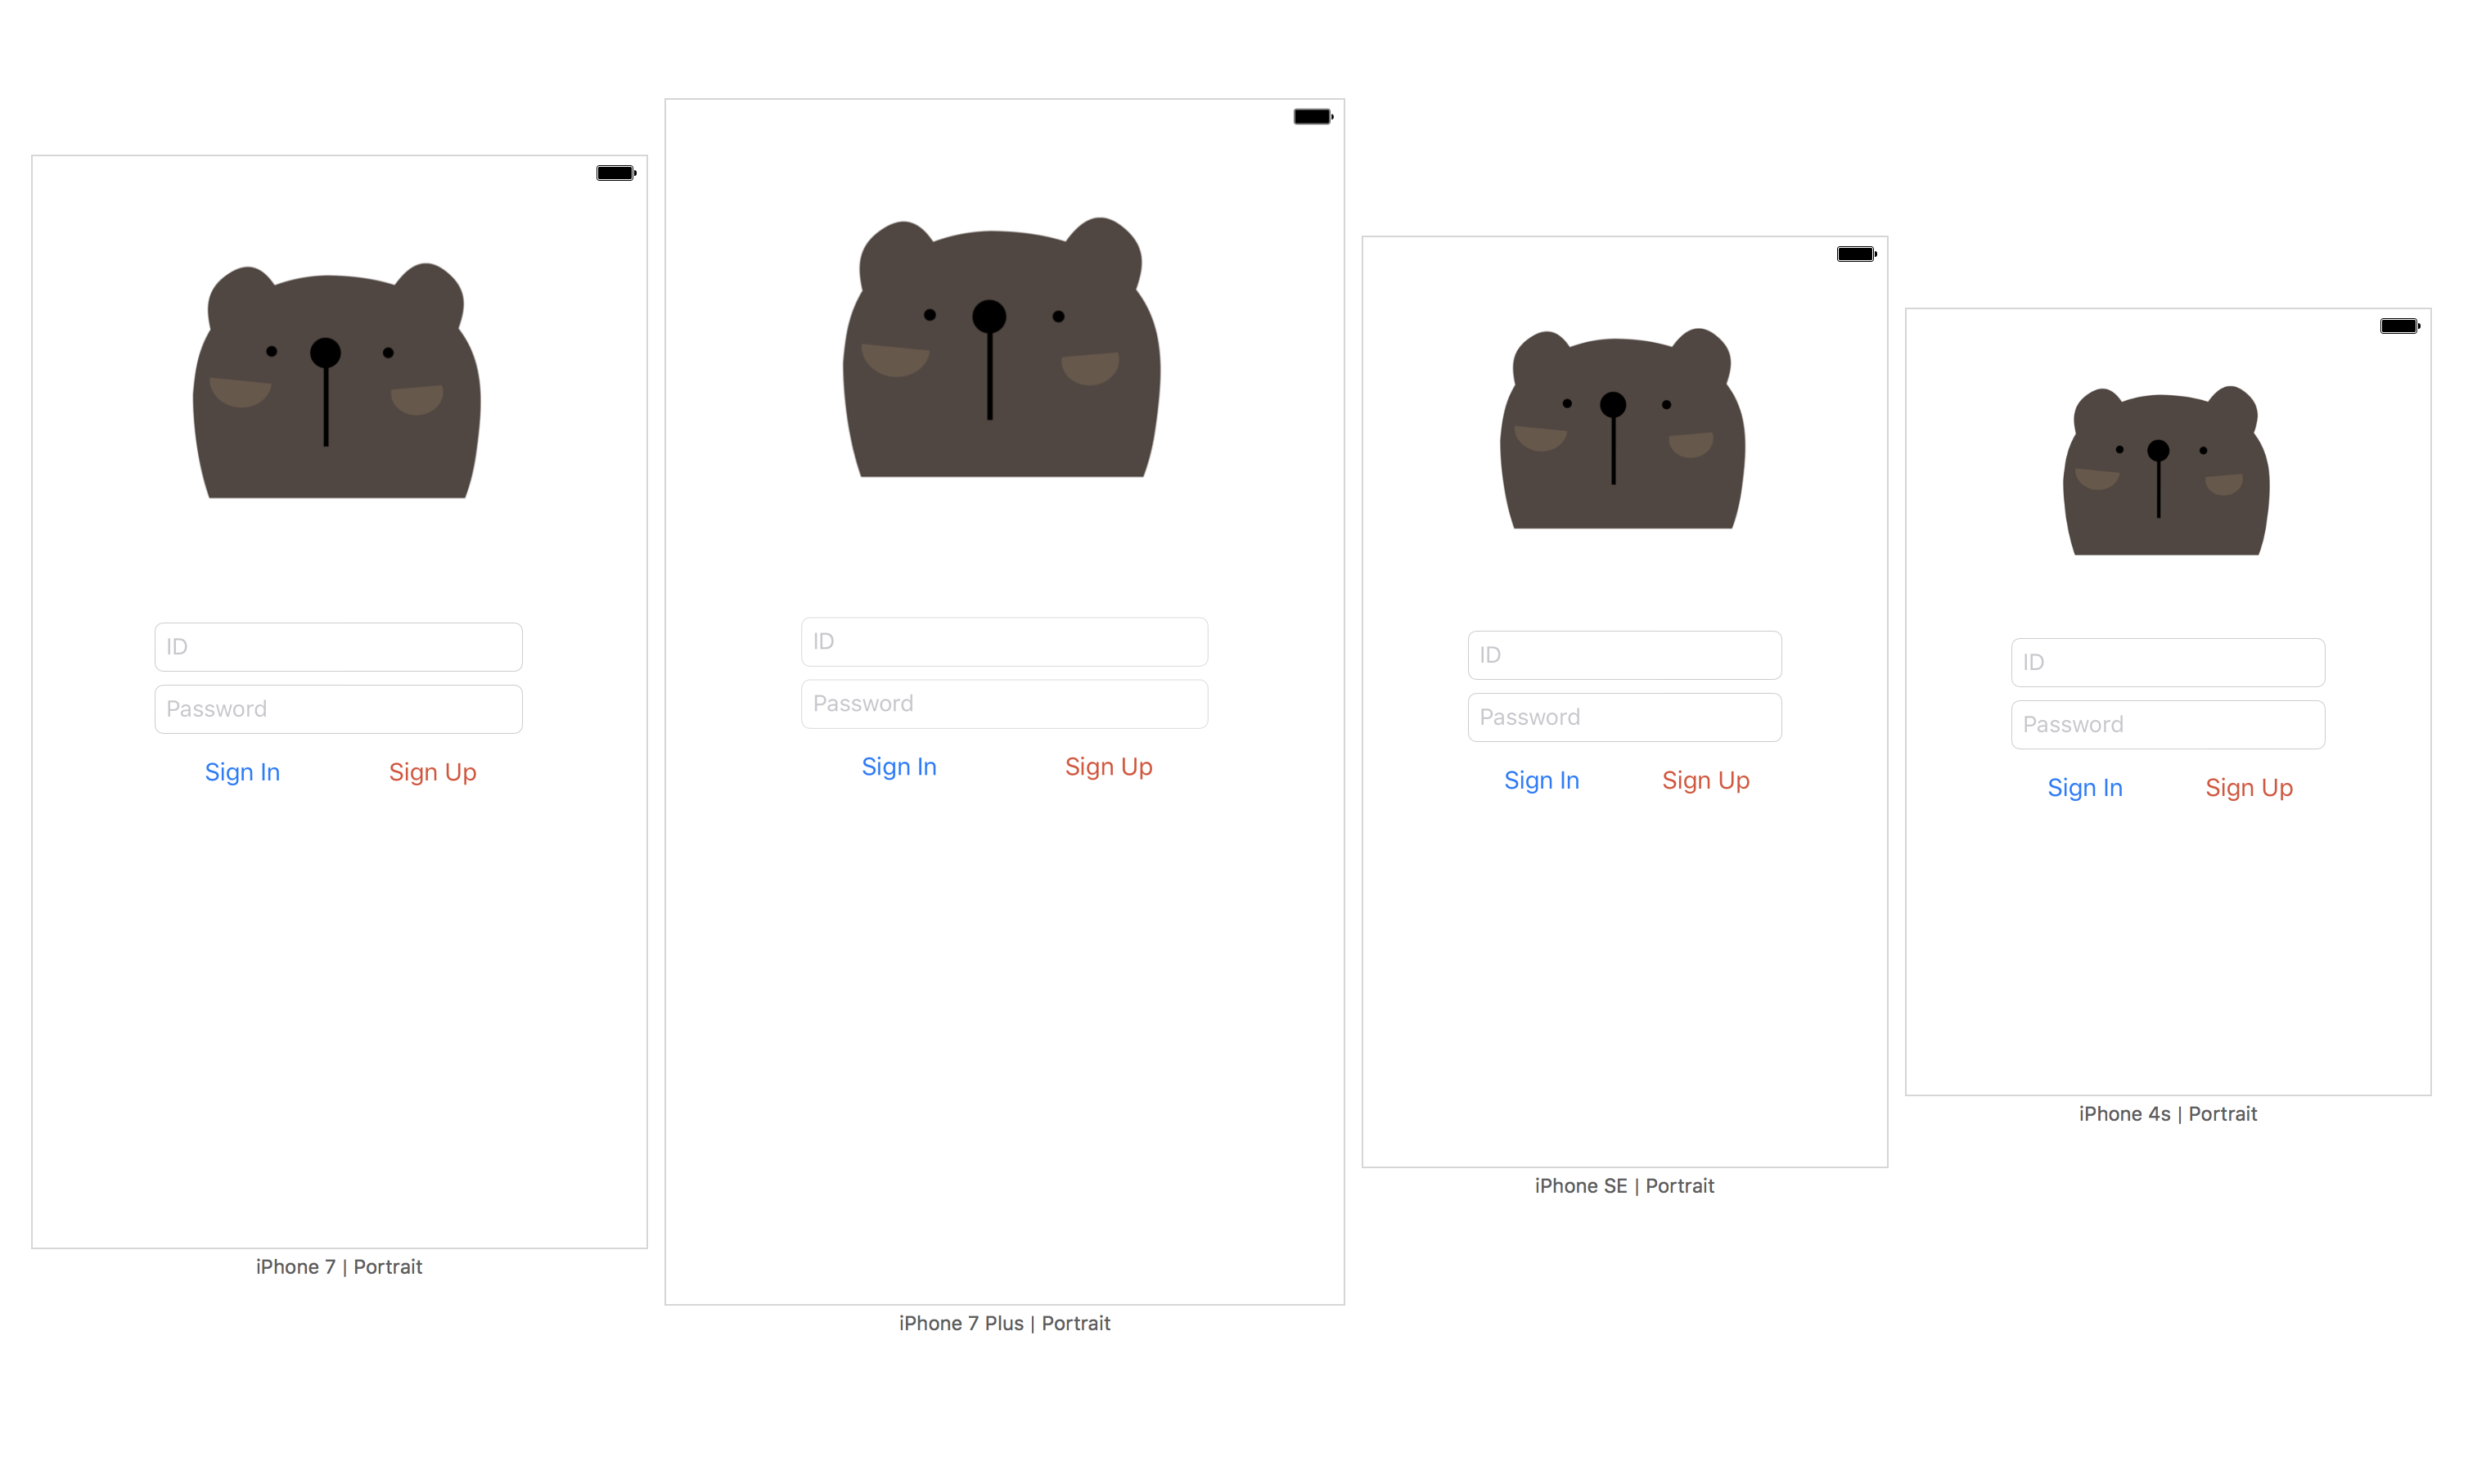 ID
Password
Sign In Sign Up
iPhone 7 | Portrait
ID
Password
Sign In Sign Up
iPhone 7 Plus | Portrait
ID
Password
Sign In Sign Up
iPhone SE | Portrait
ID
Password
Sign In Sign Up
iPhone 4s | Portrait